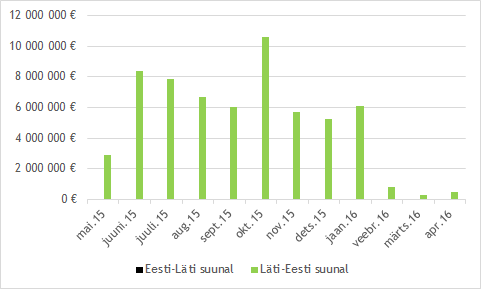 12 000 000 €
10 000 000 €
8 000 000 €
6 000 000 €
4 000 000 €
2 000 000 €
0 €
mai.15
juuni.15
juuli.15
aug.15
sept.15
okt.15
nov.15
dets.15
jaan.16
veebr.16
märts.16
apr.16
Eesti-Läti suunal
Läti-Eesti suunal